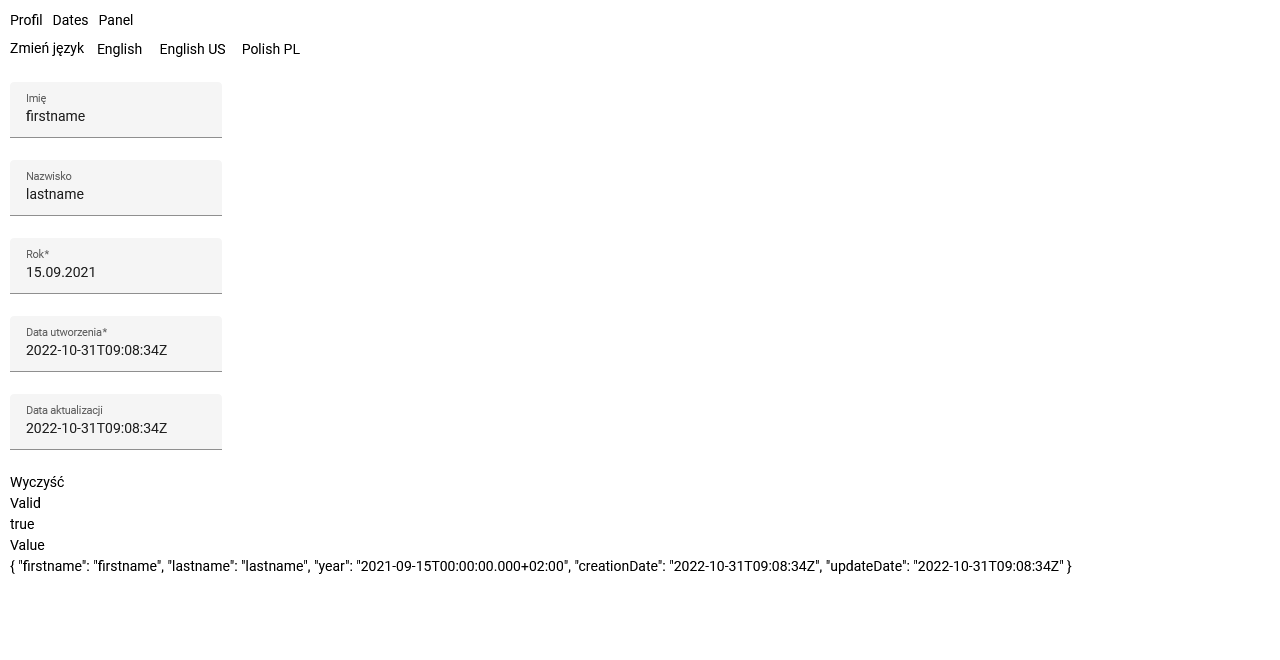 Profil Dates Panel
Zmień język English English US Polish PL
Imię
firstname
Nazwisko
lastname
Rok*
15.09.2021
Data utworzenia*
2022-10-31T09:08:34Z
Data aktualizacji
2022-10-31T09:08:34Z
Wyczyść
Valid
true
Value
{ "firstname": "firstname", "lastname": "lastname", "year": "2021-09-15T00:00:00.000+02:00", "creationDate": "2022-10-31T09:08:34Z", "updateDate": "2022-10-31T09:08:34Z" }